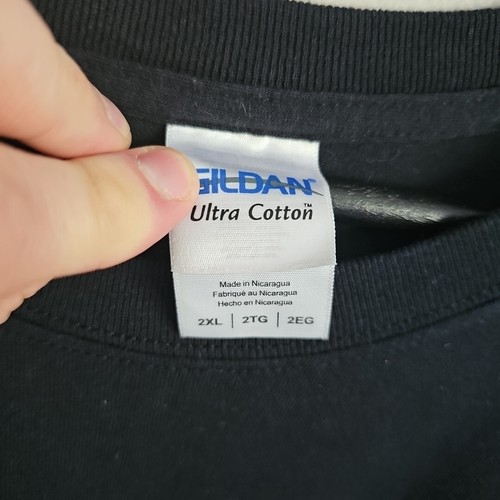 GILDAN
Ultra Cotton™
Made in Nicaragua
Fabriqué au Nicaragua
Hecho en Nicaragua
2XL | 2TG | 2EG